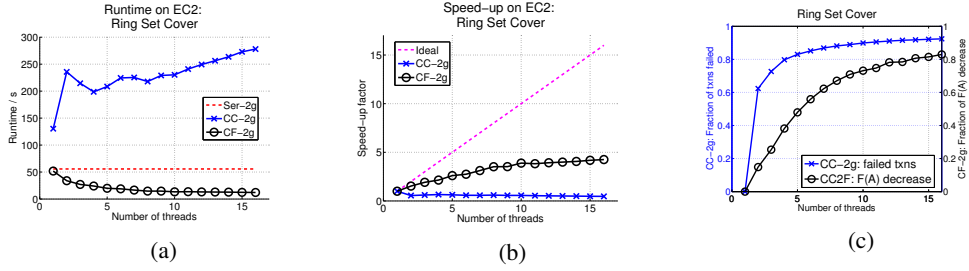 Runtime on EC2:
Ring Set Cover
300
250
200
150
100
50
0
Runtime / s
Ser-2g
CC-2g
CF-2g
0
5
10
15
Number of threads
(a)
Speed-up on EC2:
Ring Set Cover
15
10
5
0
Speed-up factor
Ideal
CC-2g
CF-2g
0
5
10
15
Number of threads
(b)
Ring Set Cover
1
0.8
0.6
0.4
0.2
0
CC-2g: Fraction of txns failed
CC-2g: failed txns
CC2F: F(A) decrease
0
5
10
15
Number of threads
1
0.8
0.6
0.4
0.2
0
CF-2g: Fraction of F(A) decrease
(c)